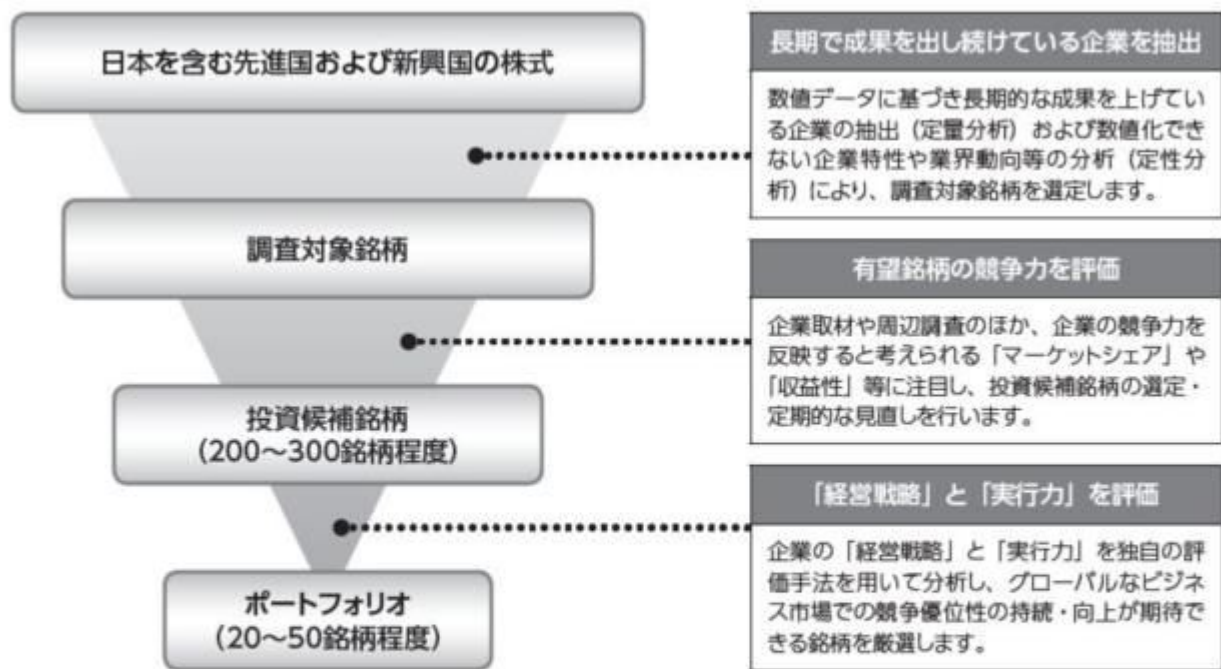 日本を含む先進国および新興国の株式
長期で成果を出し続けている企業を抽出
数値データに基づき長期的な成果を上げてい
る企業の抽出（定量分析）および数値化でき
ない企業特性や業界動向等の分析（定性分
析）により、調査対象銘柄を選定します。
調査対象銘柄
有望銘柄の競争力を評価
企業取材や周辺調査のほか、企業の競争力を
反映すると考えられる「マーケットシェア」や
「収益性」等に注目し、投資候補銘柄の選定・
定期的な見直しを行います。
投資候補銘柄
（200～300銘柄程度）
「経営戦略」と「実行力」を評価
企業の「経営戦略」と「実行力」を独自の評
価手法を用いて分析し、グローバルなビジネ
ス市場での競争優位性の持続・向上が期待で
きる銘柄を厳選します。
ポートフォリオ
（20～50銘柄程度）